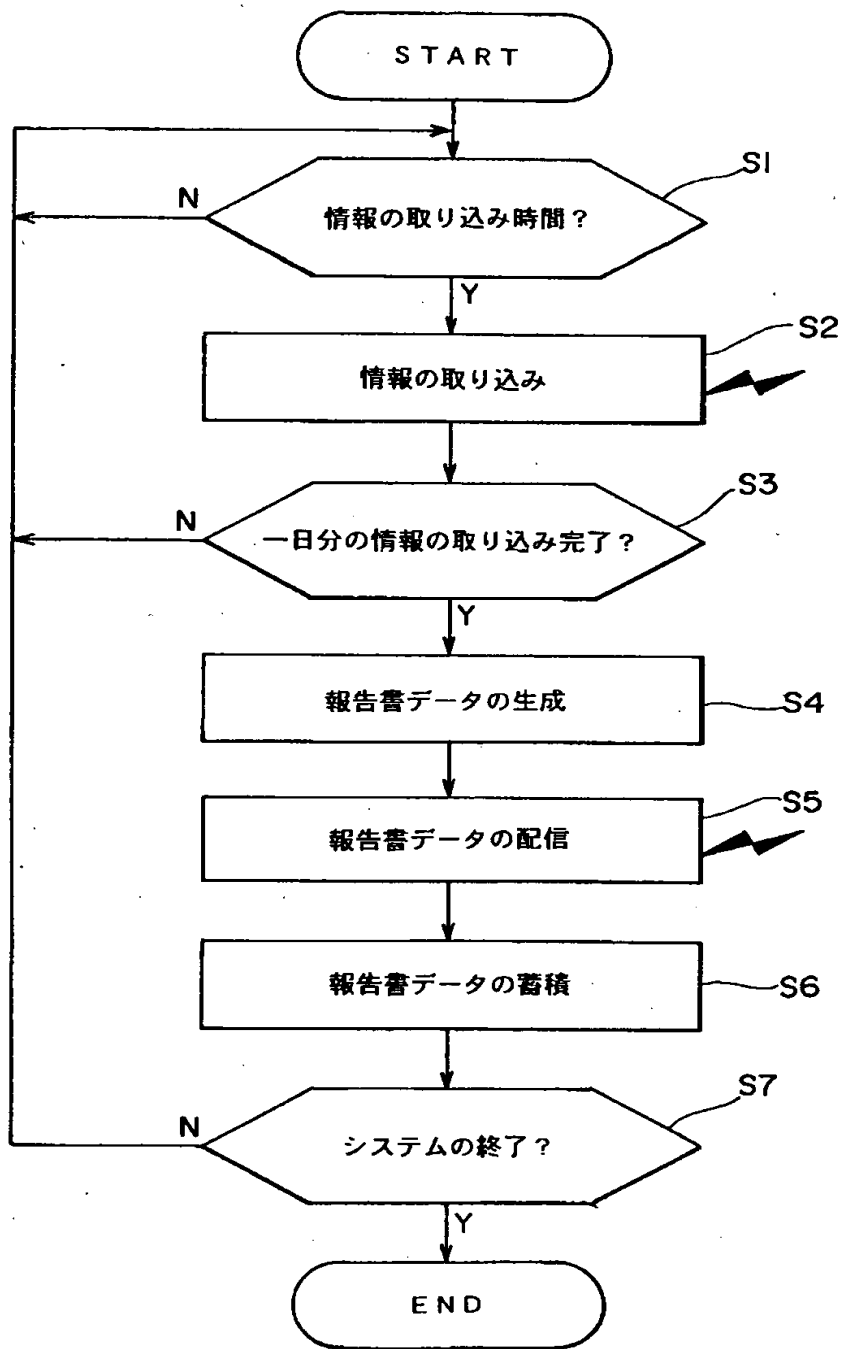 START
S1
情報の取り込み時間?
N
Y
S2
情報の取り込み
S3
一日分の情報の取り込み完了?
N
Y
報告書データの生成
S4
S5
報告書データの配信
報告書データの蓄積
S6
S7
システムの終了?
N
Y
END